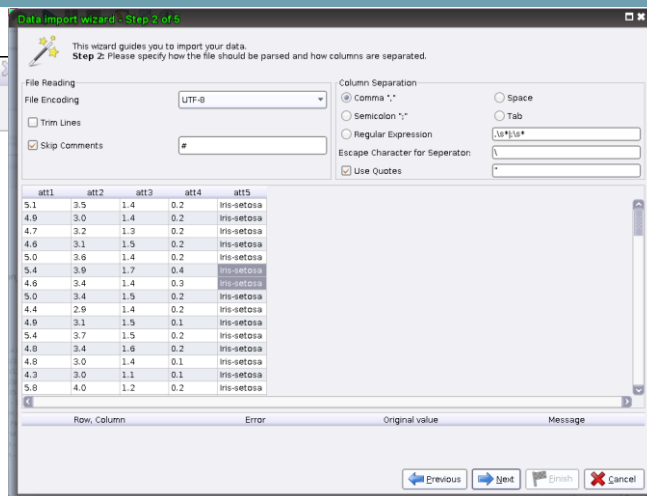 Data import wizard - Step 2 of 5
This wizard guides you to import your data.
Step 2: Please specify how the file should be parsed and how columns are separated.
File Reading
File Encoding
UTF-8
Trim Lines
Skip Comments
#
Column Separation
Comma ","
Space
Semicolon ";"
Tab
Regular Expression
Escape Character for Seperator:
\
Use Quotes
"
att1 att2 att3 att4 att5
5.1 3.5 1.4 0.2 Iris-setosa
4.9 3.0 1.4 0.2 Iris-setosa
4.7 3.2 1.3 0.2 Iris-setosa
4.6 3.1 1.5 0.2 Iris-setosa
5.0 3.6 1.4 0.2 Iris-setosa
5.4 3.9 1.7 0.4 Iris-setosa
4.6 3.4 1.4 0.3 Iris-setosa
5.0 3.4 1.5 0.2 Iris-setosa
4.4 2.9 1.4 0.2 Iris-setosa
4.9 3.1 1.5 0.1 Iris-setosa
5.4 3.7 1.5 0.2 Iris-setosa
4.8 3.4 1.6 0.2 Iris-setosa
4.8 3.0 1.4 0.1 Iris-setosa
4.3 3.0 1.1 0.1 Iris-setosa
5.8 4.0 1.2 0.2 Iris-setosa
Row, Column Error Original value Message
Previous Next Finish Cancel